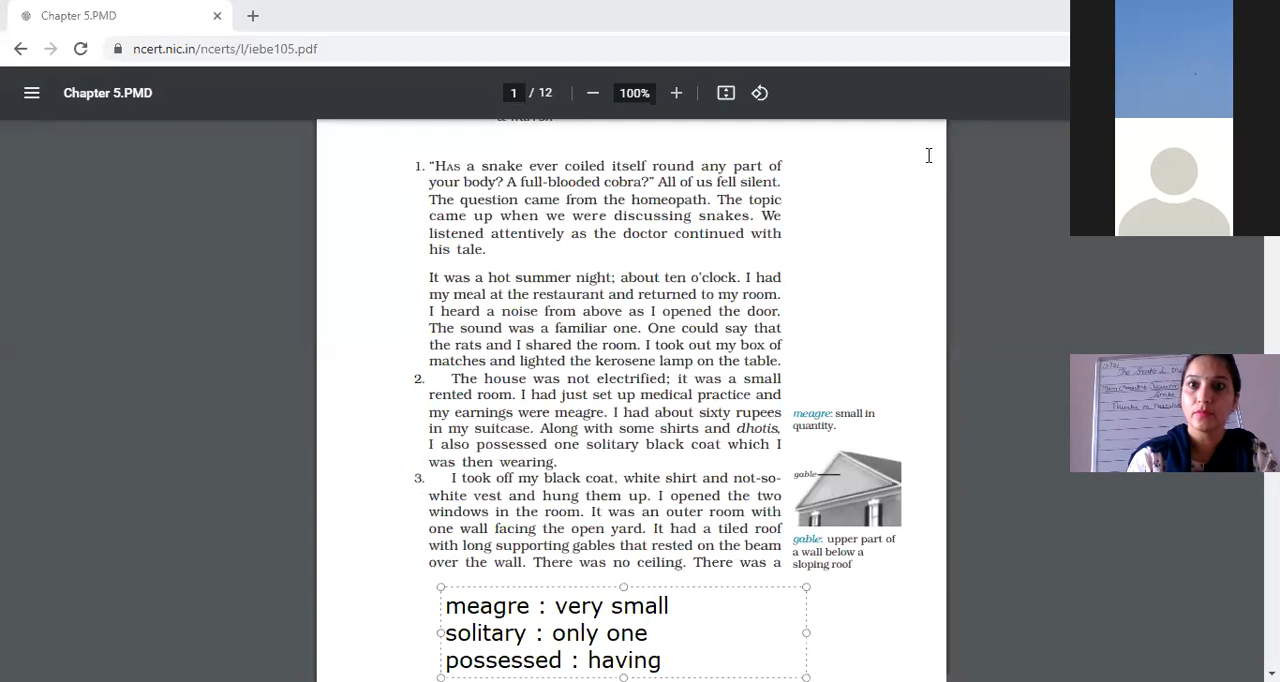 Chapter 5.PMD
ncert.nic.in/ncerts/l/iebe105.pdf
Chapter 5.PMD
1 / 12
100%
1. “HAS a snake ever coiled itself round any part of
your body? A full-blooded cobra?” All of us fell silent.
The question came from the homeopath. The topic
came up when we were discussing snakes. We
listened attentively as the doctor continued with
his tale.
It was a hot summer night; about ten o’clock. I had
my meal at the restaurant and returned to my room.
I heard a noise from above as I opened the door.
The sound was a familiar one. One could say that
the rats and I shared the room. I took out my box of
matches and lighted the kerosene lamp on the table.
2. The house was not electrified; it was a small
rented room. I had just set up medical practice and
my earnings were meagre. I had about sixty rupees
in my suitcase. Along with some shirts and dhotis,
I also possessed one solitary black coat which I
was then wearing.
3. I took off my black coat, white shirt and not-so-
white vest and hung them up. I opened the two
windows in the room. It was an outer room with
one wall facing the open yard. It had a tiled roof
with long supporting gables that rested on the beam
over the wall. There was no ceiling. There was a
meagre: small in
quantity.
gable
gable: upper part of
a wall below a
sloping roof
meagre : very small
solitary : only one
possessed : having
The Snake &